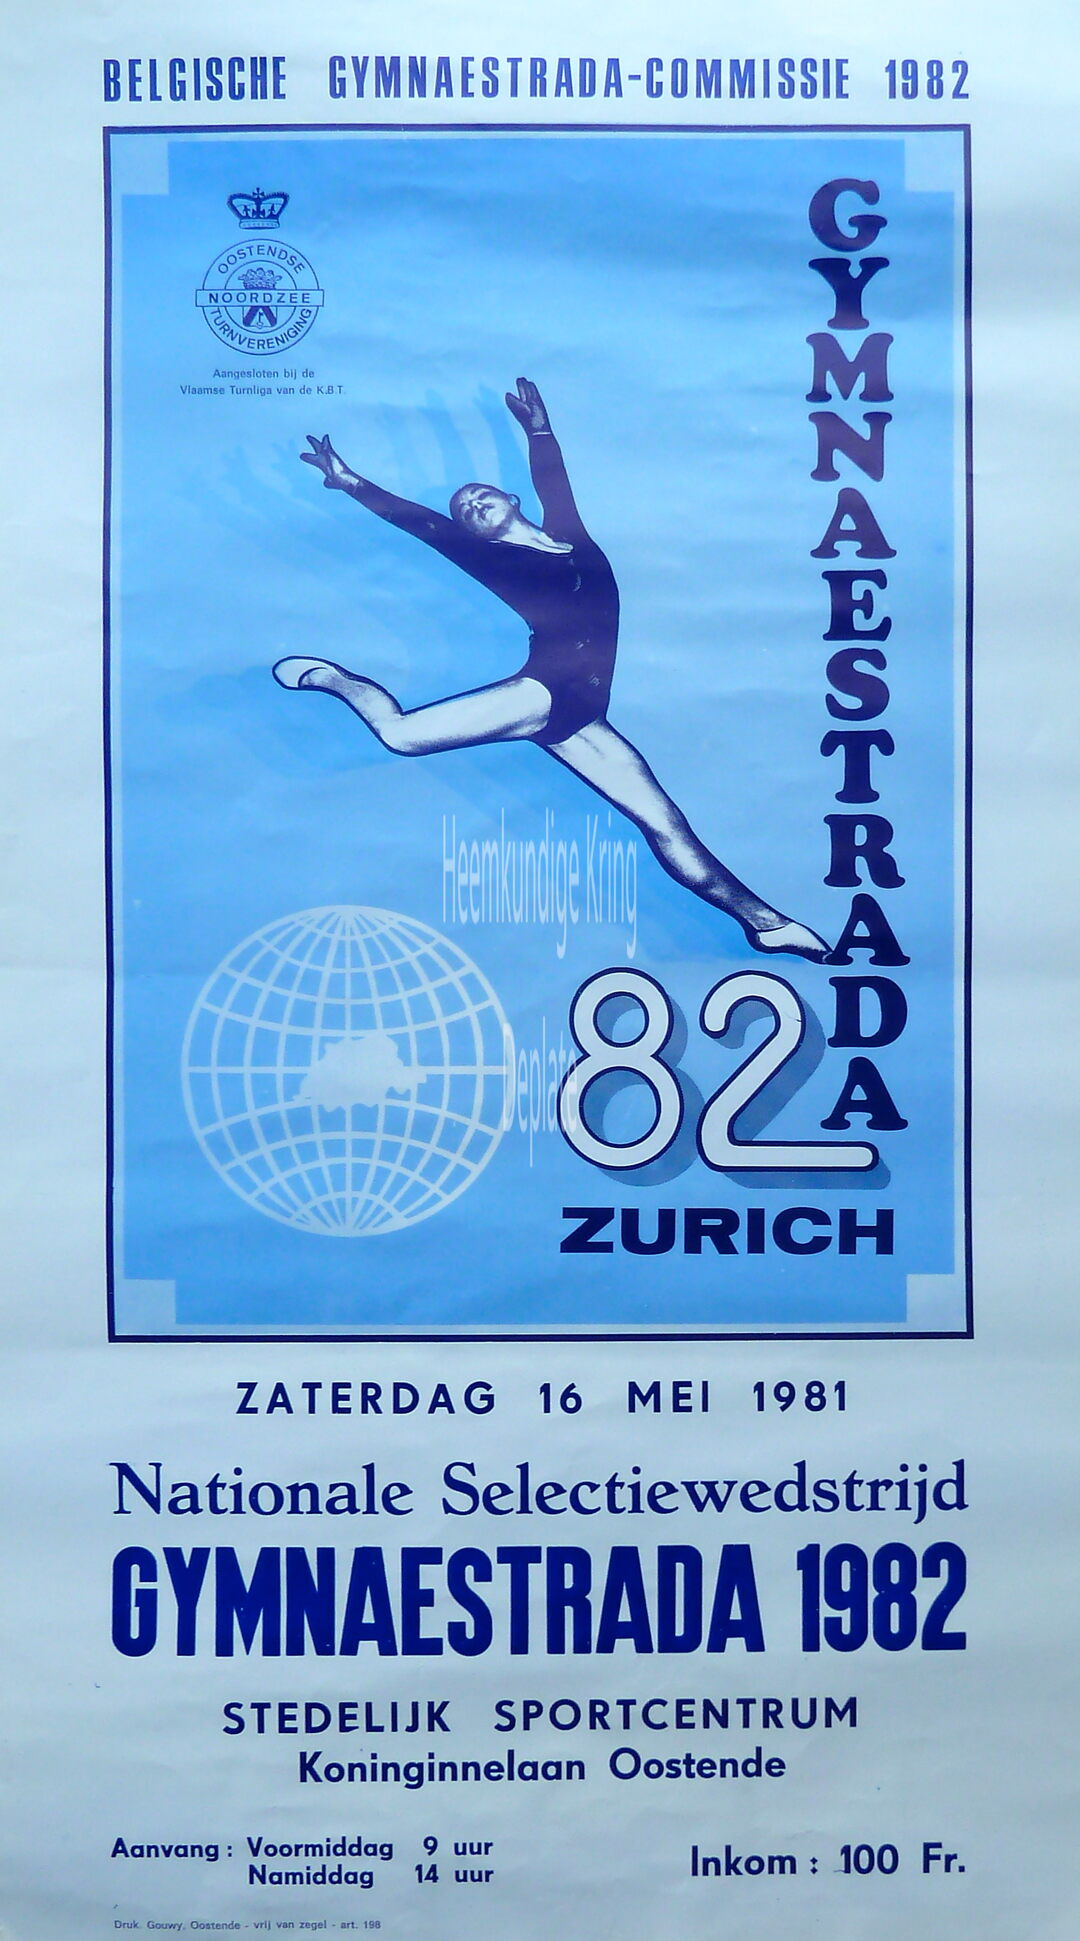 BELGISCHE GYMNAESTRADA-COMMISSIE 1982
OOSTENDSE
NOORDZEE
TURNVERENIGING
Aangesloten bij de
Vlaamse Turnliga van de K.B.T.
GYMNAESTRADA
Heemkundige Kring
Deplate
82
ZURICH
ZATERDAG 16 MEI 1981
Nationale Selectiewedstrijd
GYMNAESTRADA 1982
STEDELIJK SPORTCENTRUM
Koninginnelaan Oostende
Aanvang : Voormiddag 9 uur
Namiddag 14 uur
Inkom : 100 Fr.
Druk. Gouwy, Oostende - vrij van zegel - art. 198